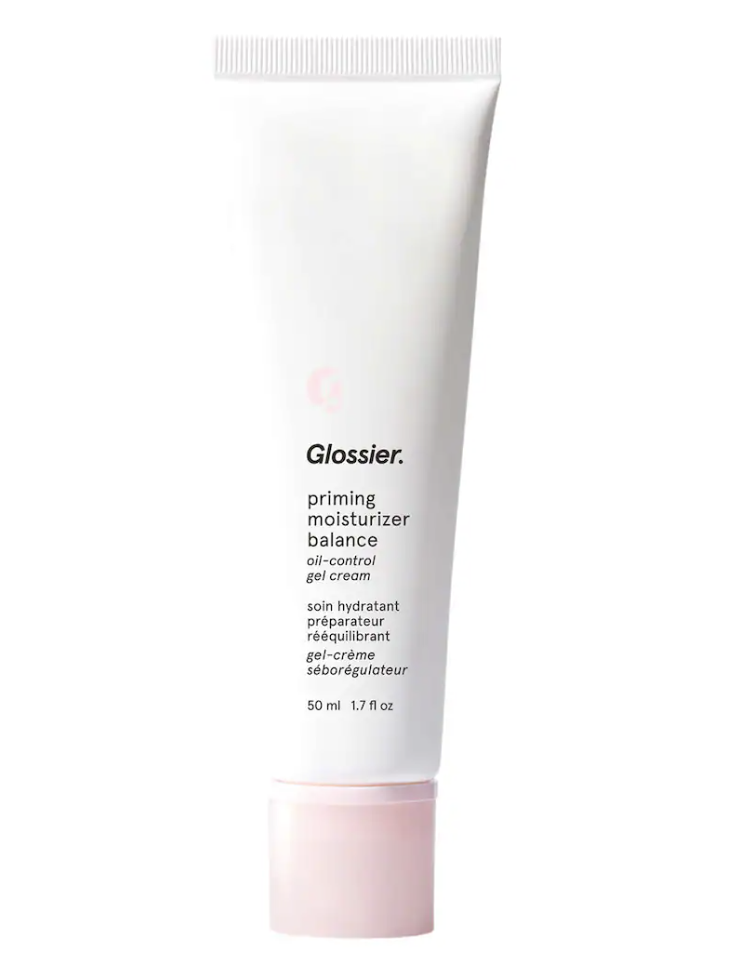 Glossier.
priming
moisturizer
balance
oil-control
gel cream
soin hydratant
préparateur
rééquilibrant
gel-crème
séborégulateur
50 ml 1.7 fl oz